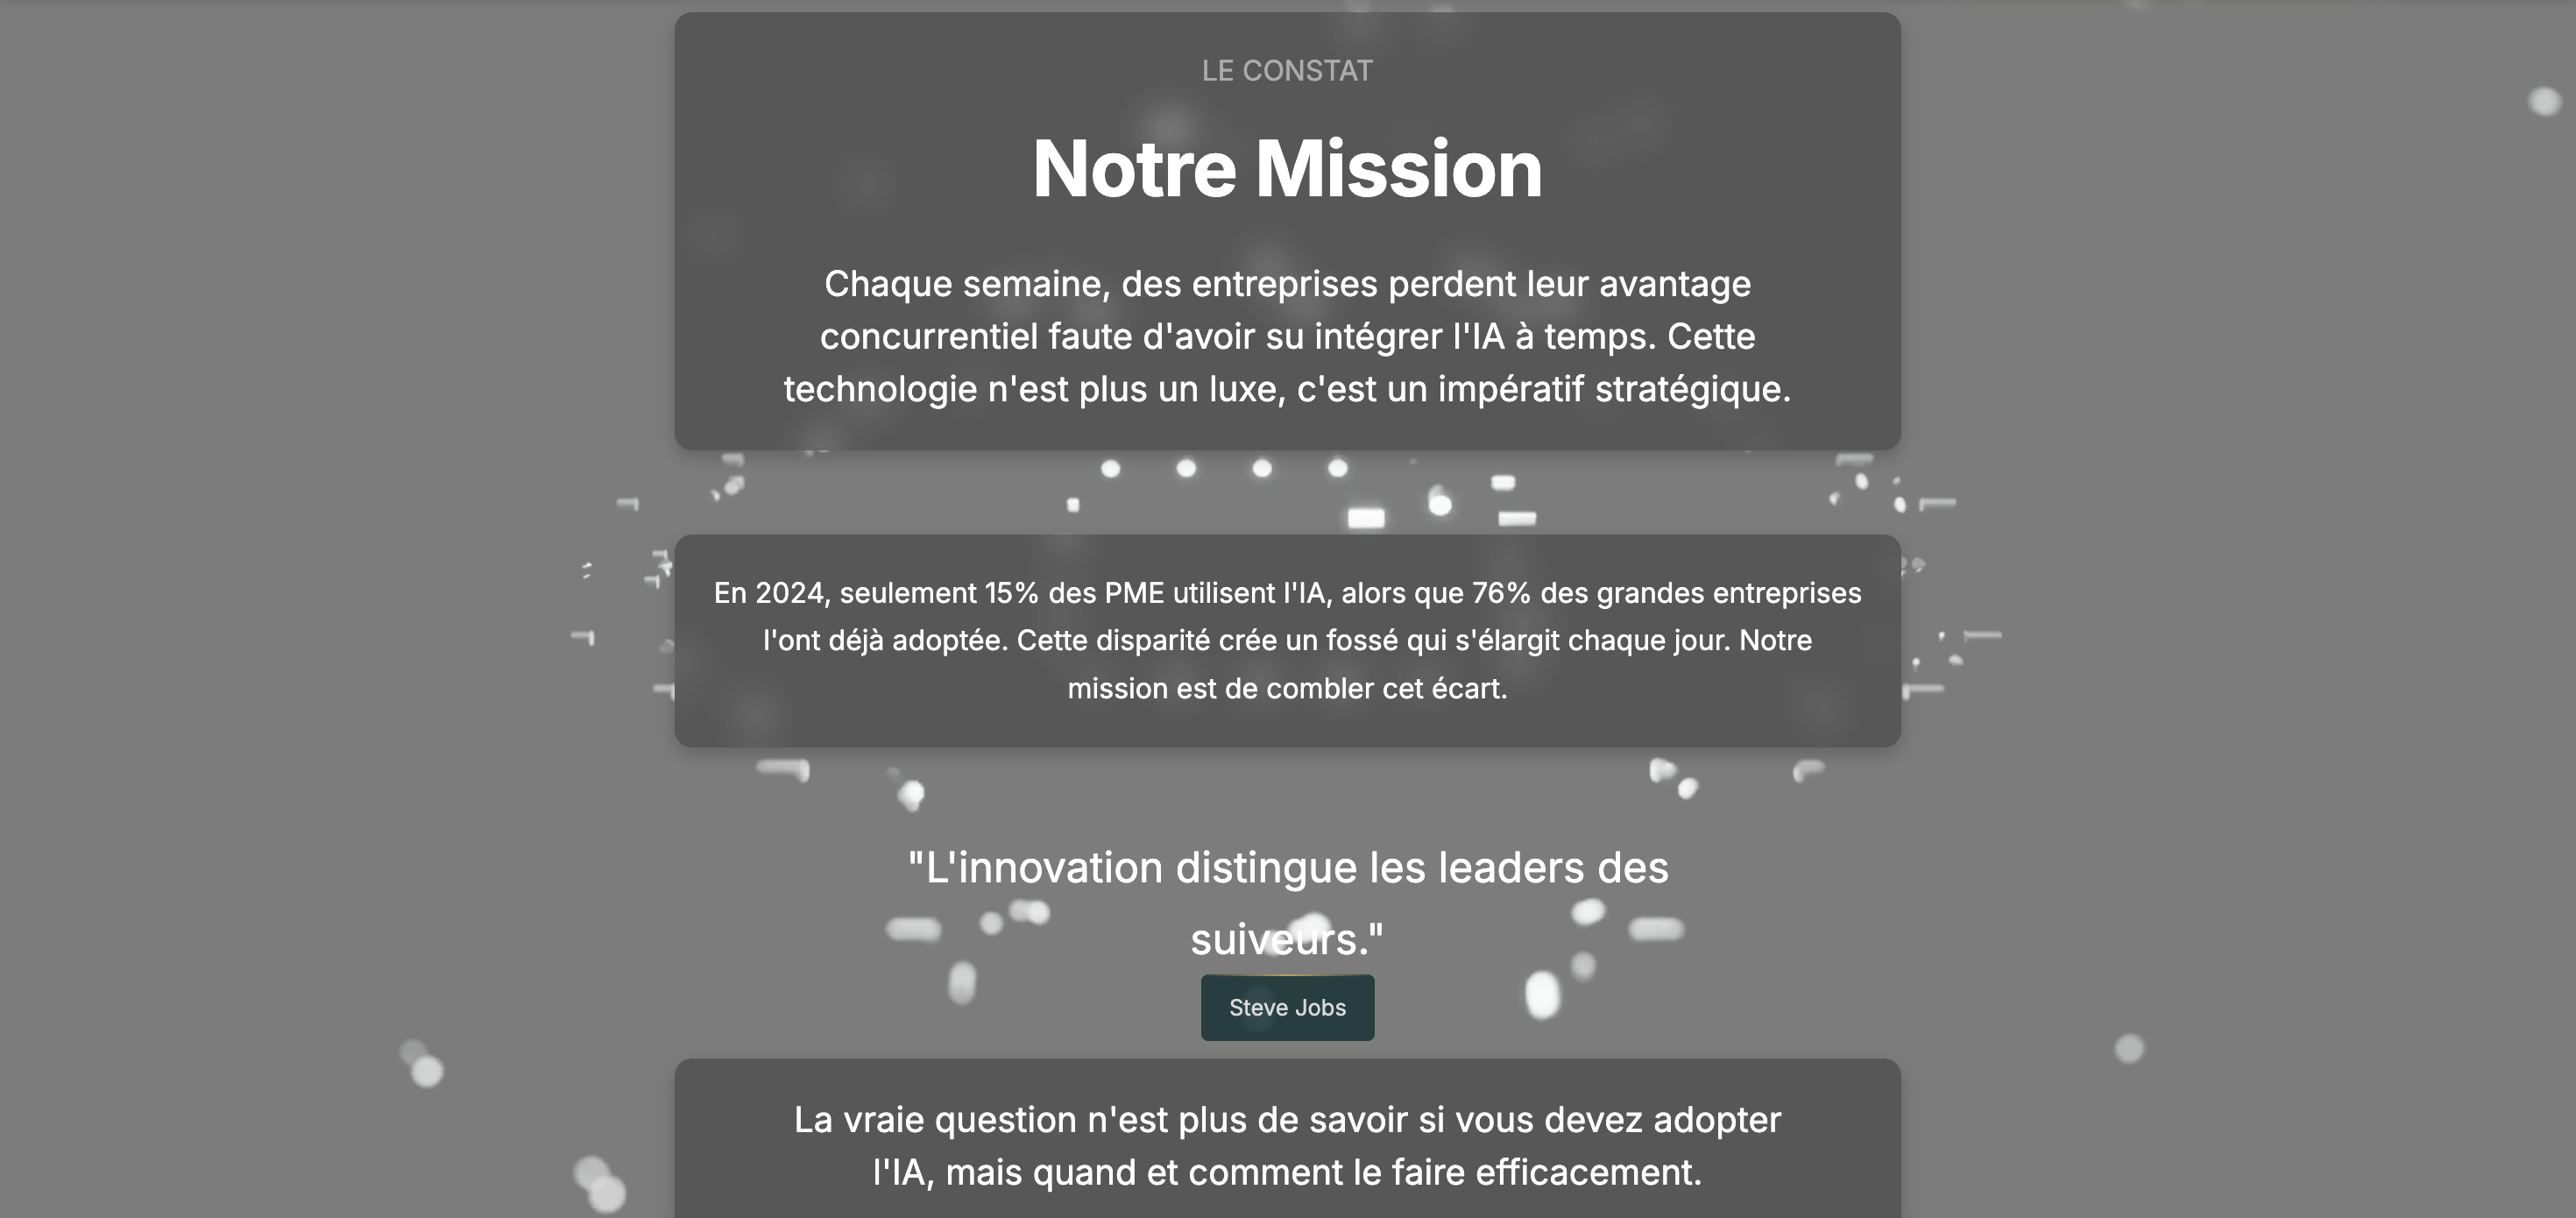 LE CONSTAT
Notre Mission
Chaque semaine, des entreprises perdent leur avantage
concurrentiel faute d'avoir su intégrer l'IA à temps. Cette
technologie n'est plus un luxe, c'est un impératif stratégique.
En 2024, seulement 15% des PME utilisent l'IA, alors que 76% des grandes entreprises
l'ont déjà adoptée. Cette disparité crée un fossé qui s'élargit chaque jour. Notre
mission est de combler cet écart.
"L'innovation distingue les leaders des
suiveurs."
Steve Jobs
La vraie question n'est plus de savoir si vous devez adopter
l'IA, mais quand et comment le faire efficacement.